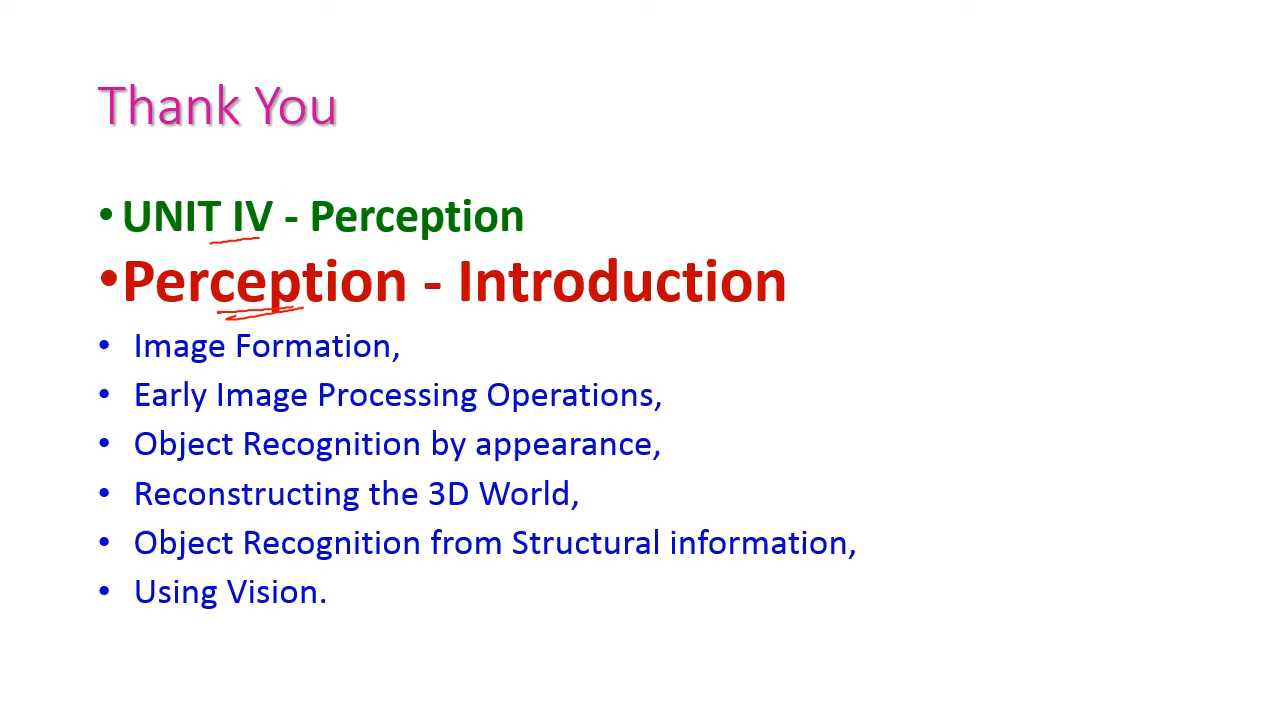 Thank You
•UNIT IV - Perception
•Perception - Introduction
• Image Formation,
• Early Image Processing Operations,
• Object Recognition by appearance,
• Reconstructing the 3D World,
• Object Recognition from Structural information,
• Using Vision.